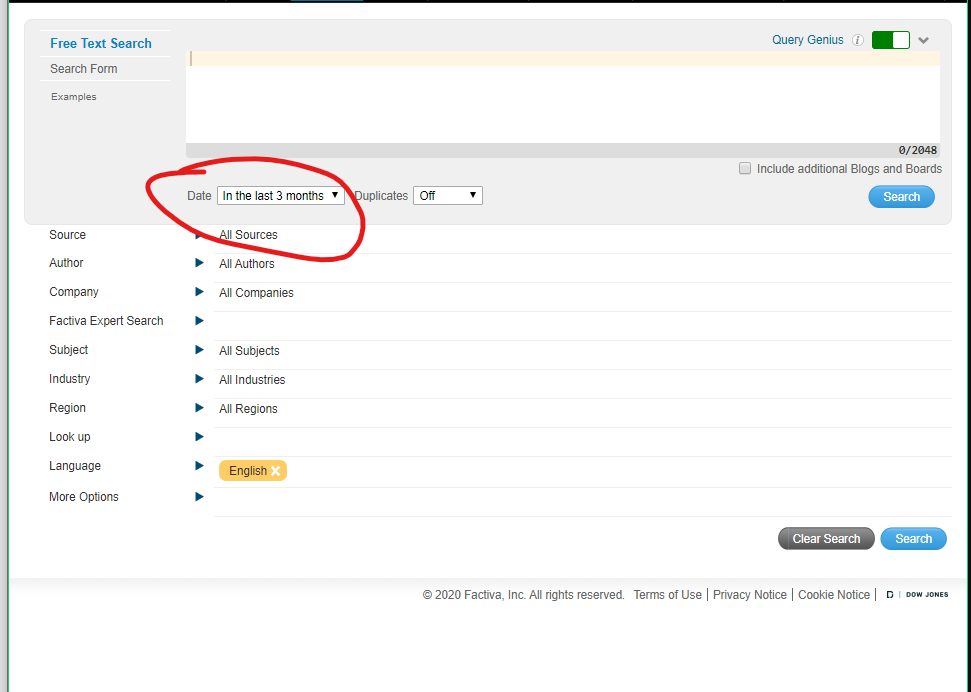 Free Text Search
Query Genius i
Search Form
Examples
0/2048
Include additional Blogs and Boards
Date In the last 3 months Duplicates Off Search
Source All Sources
Author All Authors
Company All Companies
Factiva Expert Search
Subject All Subjects
Industry All Industries
Region All Regions
Look up
Language English
More Options
Clear Search Search
© 2020 Factiva, Inc. All rights reserved. Terms of Use | Privacy Notice | Cookie Notice | D | DOW JONES